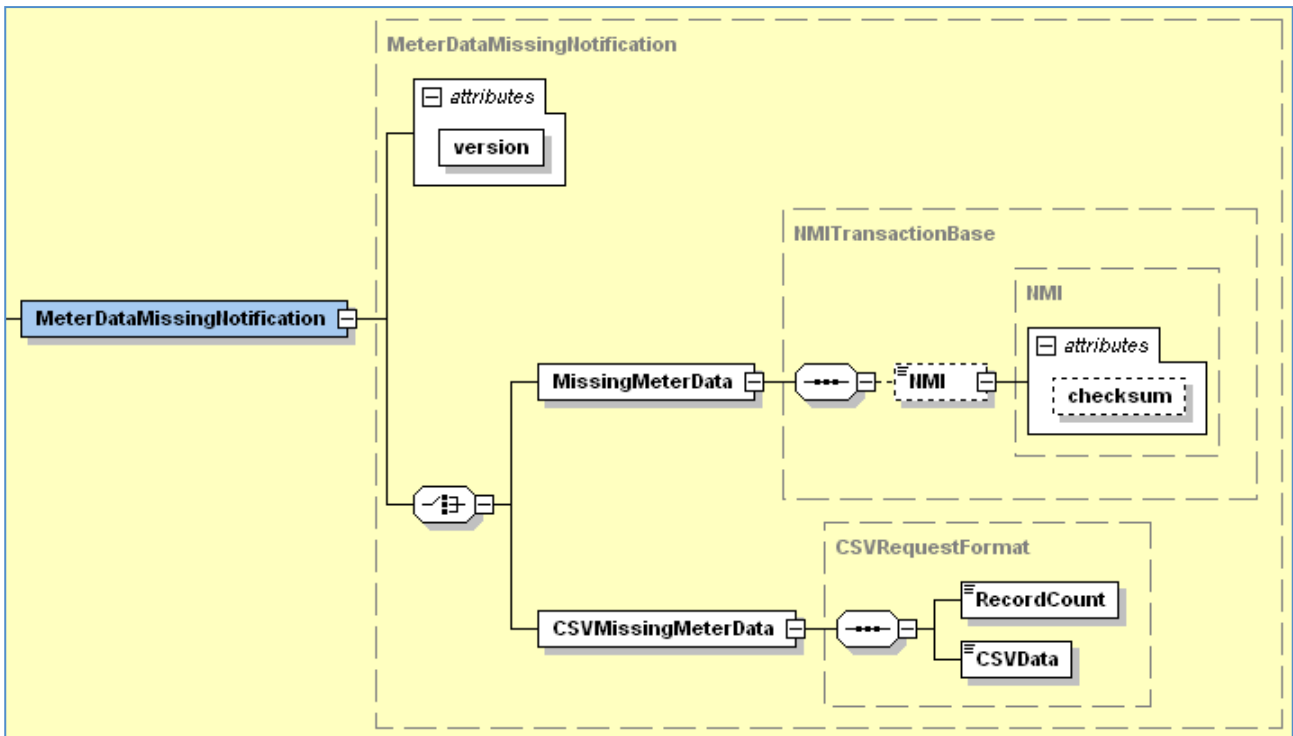 MeterDataMissingNotification
attributes
version
NMITransactionBase
NMI
MeterDataMissingNotification
attributes
MissingMeterData
NMI
checksum
CSVRequestFormat
RecordCount
CSVMissingMeterData
CSVData